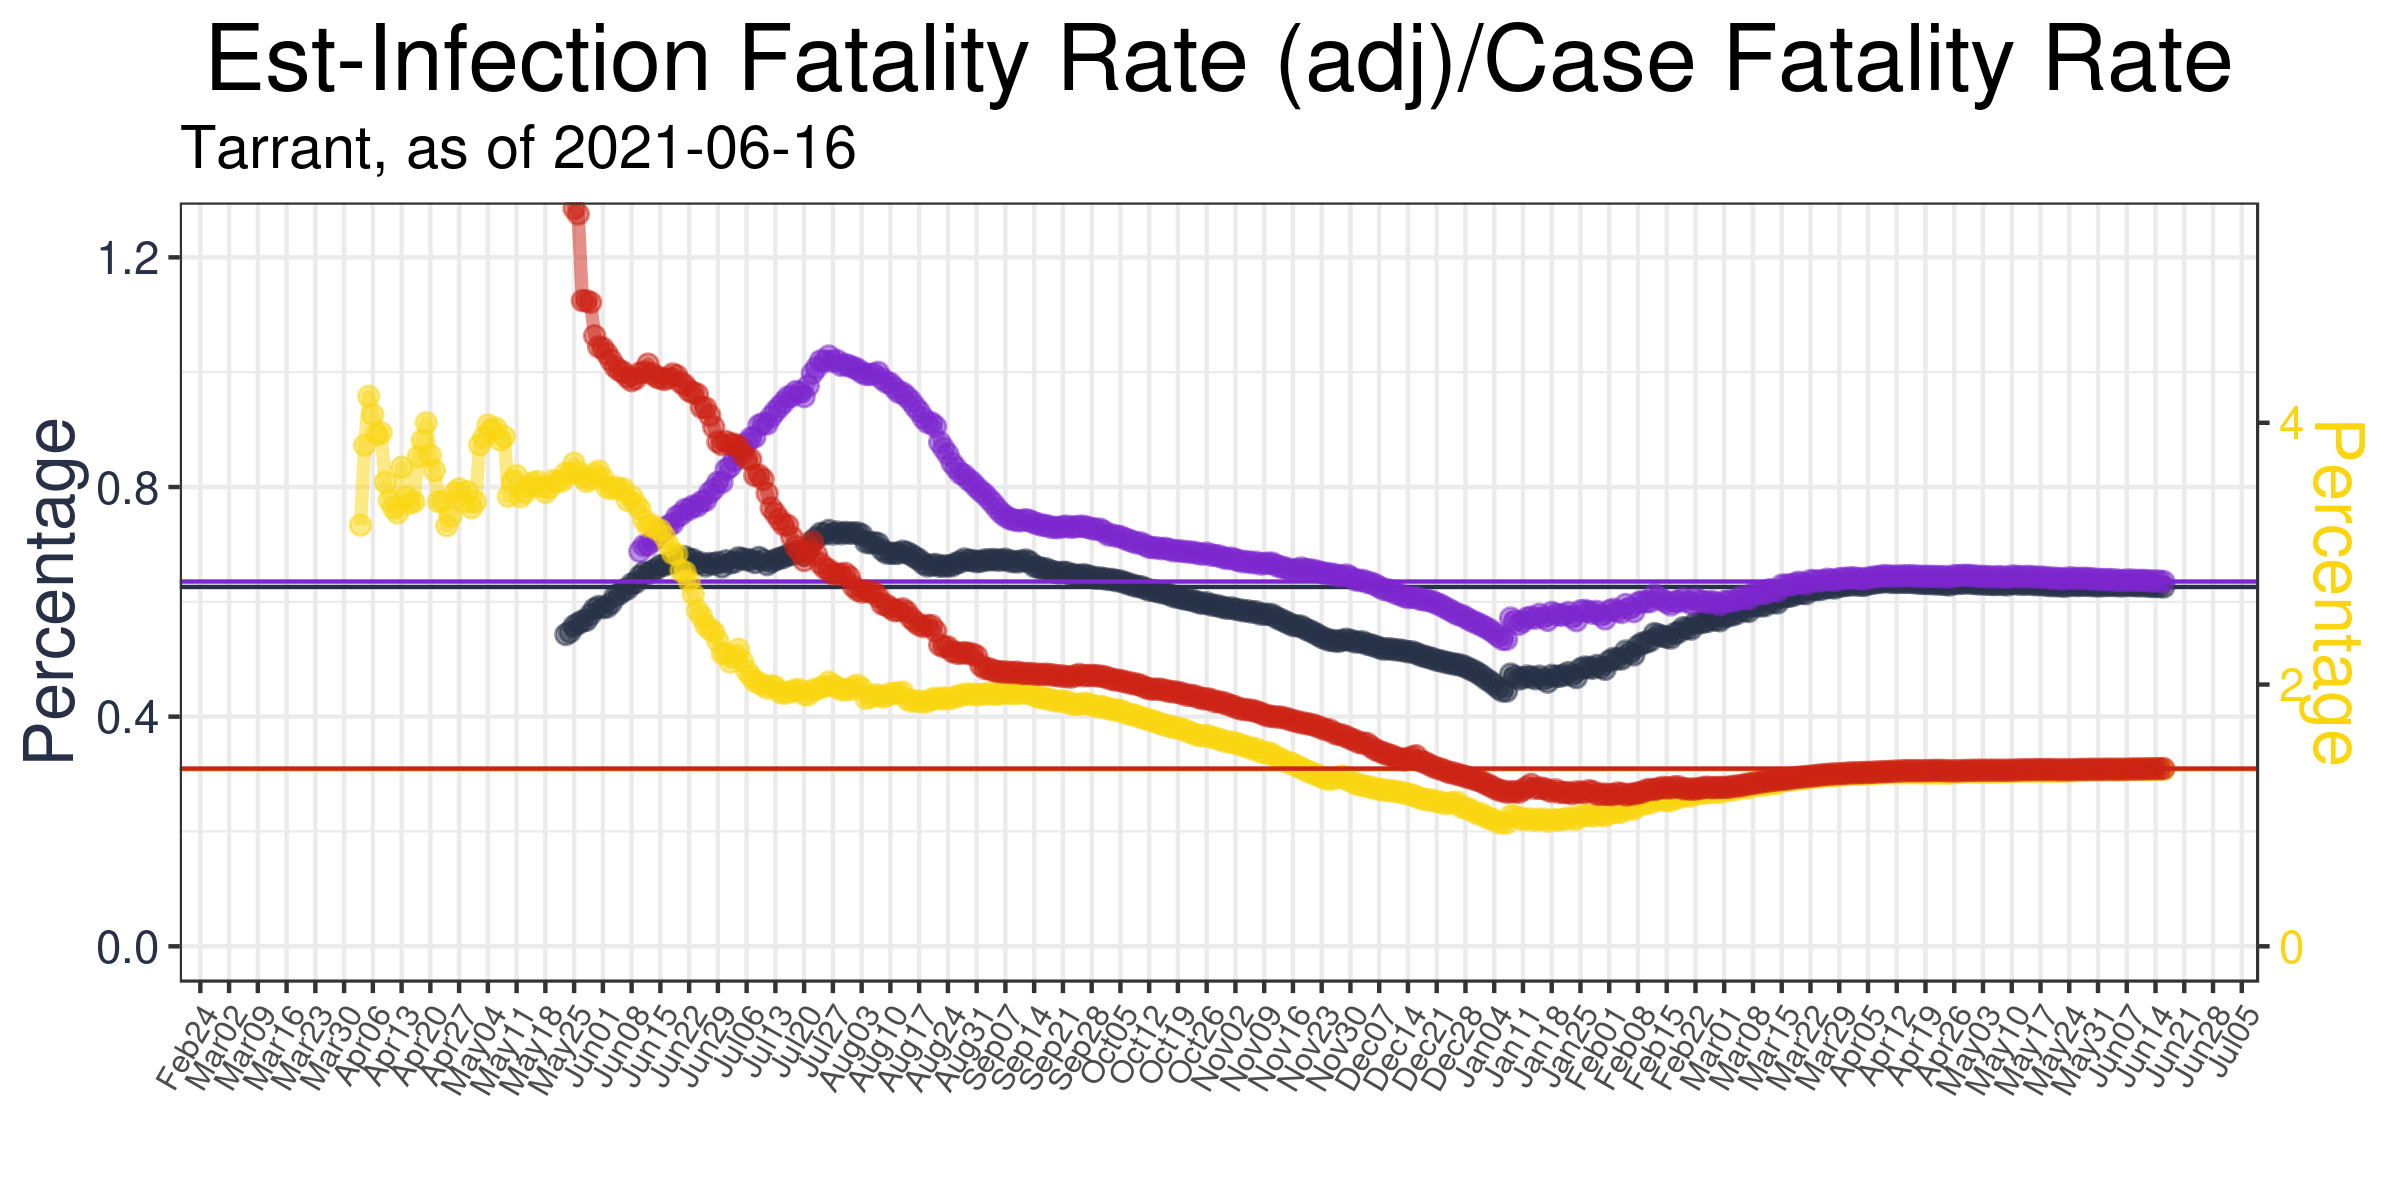 Est-Infection Fatality Rate (adj)/Case Fatality Rate
Tarrant, as of 2021-06-16
Percentage
1.2
0.8
0.4
0.0
4
2
0
Percentage
Feb24
Mar02
Mar09
Mar16
Mar23
Mar30
Apr06
Apr13
Apr20
Apr27
May04
May11
May18
May25
Jun01
Jun08
Jun15
Jun22
Jun29
Jul06
Jul13
Jul20
Jul27
Aug03
Aug10
Aug17
Aug24
Aug31
Sep07
Sep14
Sep21
Sep28
Oct05
Oct12
Oct19
Oct26
Nov02
Nov09
Nov16
Nov23
Nov30
Dec07
Dec14
Dec21
Dec28
Jan04
Jan11
Jan18
Jan25
Feb01
Feb08
Feb15
Feb22
Mar01
Mar08
Mar15
Mar22
Mar29
Apr05
Apr12
Apr19
Apr26
May03
May10
May17
May24
May31
Jun07
Jun14
Jun21
Jun28
Jul05